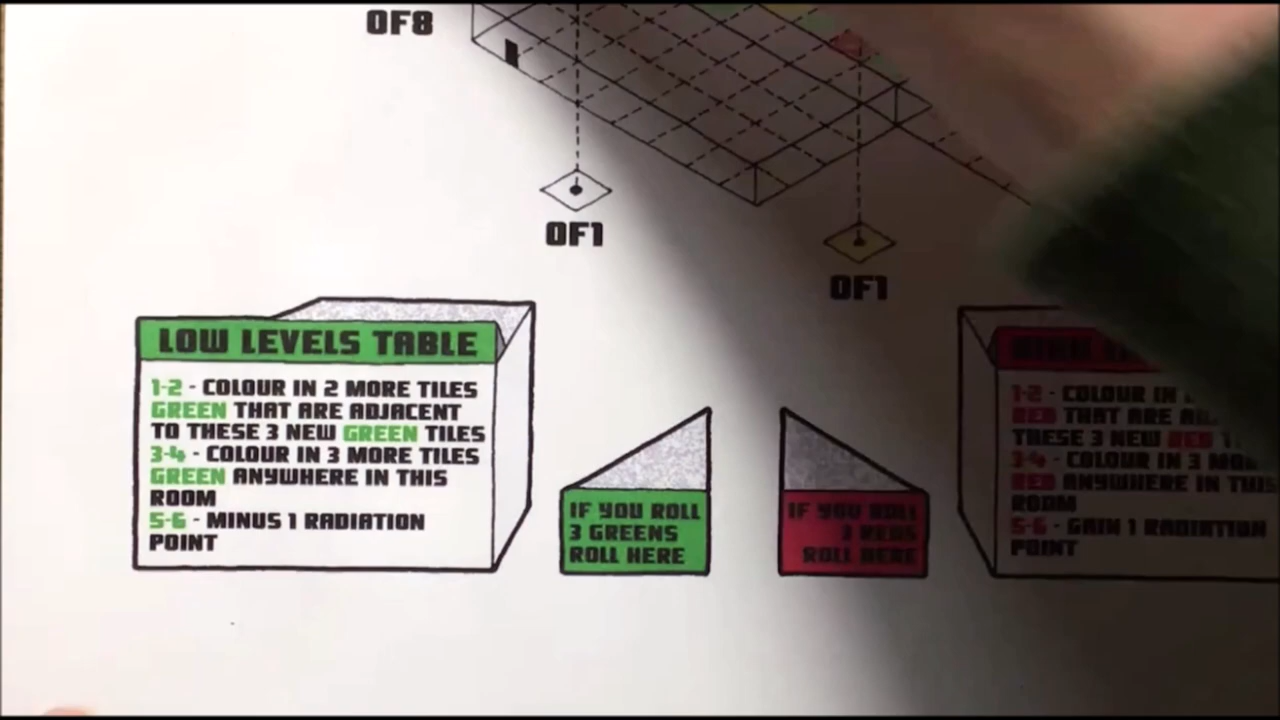 OF8
OF1
OF1
LOW LEVELS TABLE
1-2 - COLOUR IN 2 MORE TILES
GREEN THAT ARE ADJACENT
TO THESE 3 NEW GREEN TILES
3-4 - COLOUR IN 3 MORE TILES
GREEN ANYWHERE IN THIS
ROOM
5-6 - MINUS 1 RADIATION
POINT
IF YOU ROLL
3 GREENS
ROLL HERE
IF YOU ROLL
3 REDS
ROLL HERE
1-2 - COLOUR IN
RED THAT ARE
THESE 3 NEW RED
3-4 - COLOUR IN 3
RED ANYWHERE IN THIS
ROOM
5-6 - GAIN 1 RADIATION
POINT